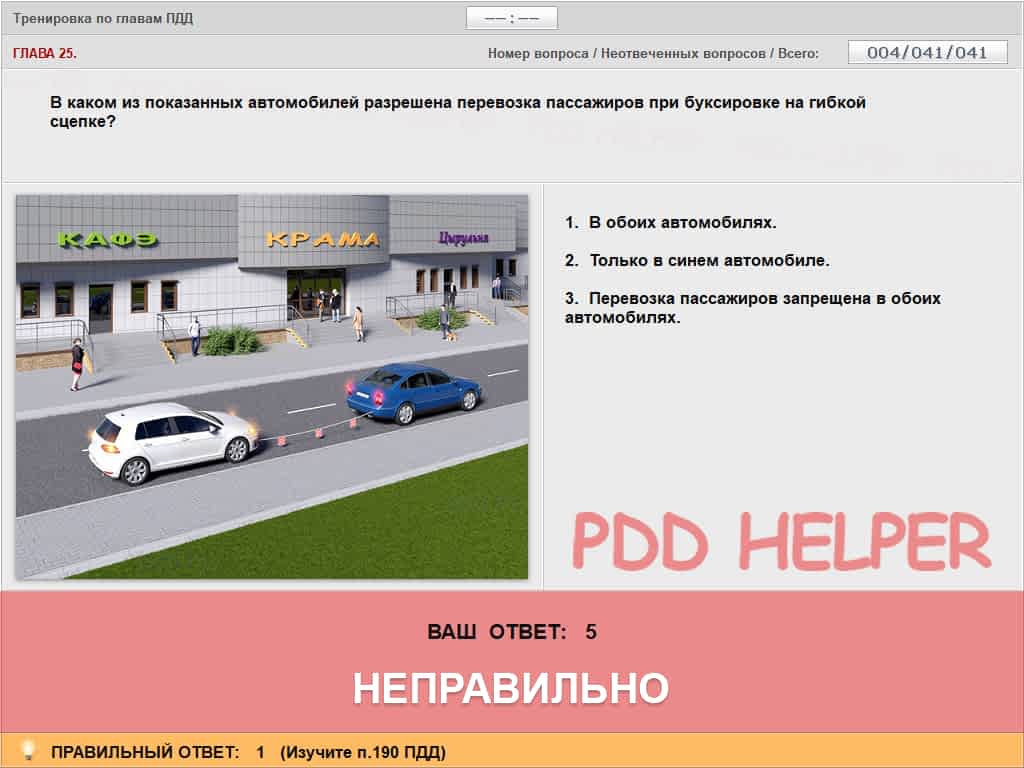 Тренировка по главам ПДД
—— : ——
ГЛАВА 25.
Номер вопроса / Неотвеченных вопросов / Всего:
004/041/041
В каком из показанных автомобилей разрешена перевозка пассажиров при буксировке на гибкой
сцепке?
КАФЭ
КРАМА
Цырульня
1. В обоих автомобилях.
2. Только в синем автомобиле.
3. Перевозка пассажиров запрещена в обоих
автомобилях.
PDD HELPER
ВАШ ОТВЕТ: 5
НЕПРАВИЛЬНО
ПРАВИЛЬНЫЙ ОТВЕТ: 1 (Изучите п.190 ПДД)